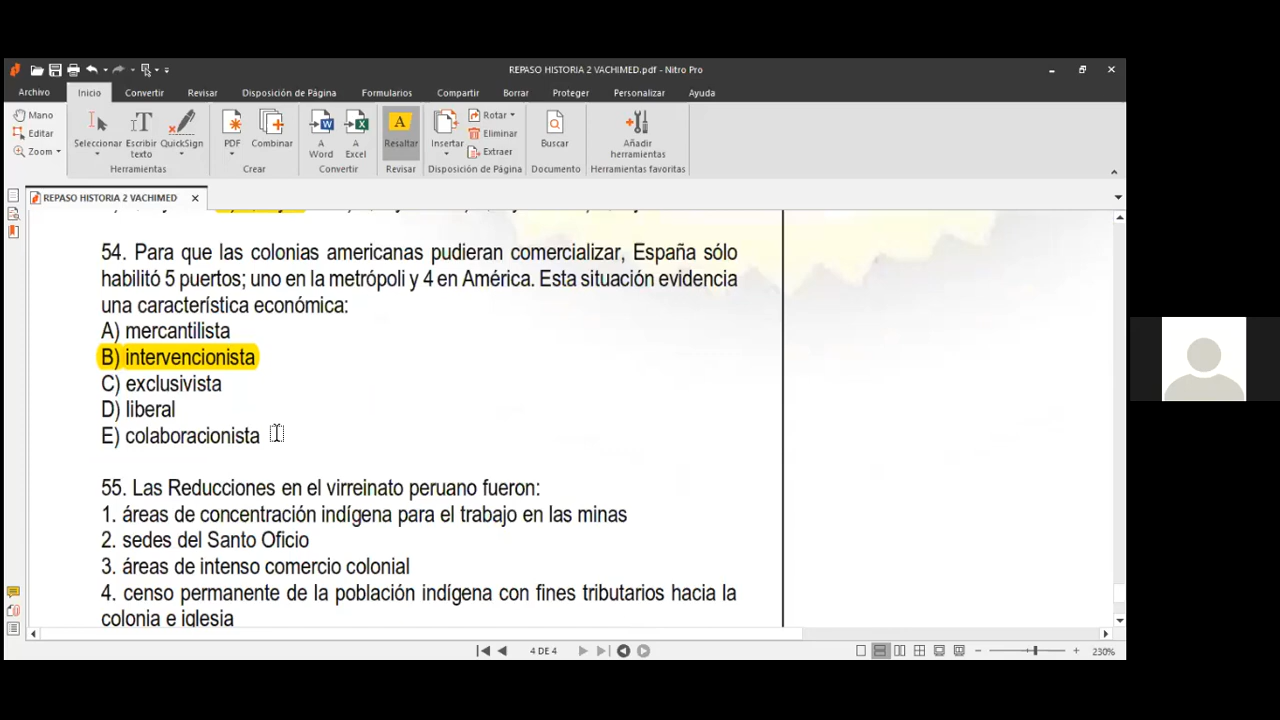 REPASO HISTORIA 2 VACHIMED.pdf - Nitro Pro
Archivo Inicio Convertir Revisar Disposición de Página Formularios Compartir Borrar Proteger Personalizar Ayuda
Mano
Editar
Zoom
Seleccionar
Escribir texto
QuickSign
Herramientas
PDF
Combinar
Crear
A Word
A Excel
Convertir
Resaltar
Revisar
Insertar
Rotar
Eliminar
Extraer
Disposición de Página
Buscar
Documento
Añadir herramientas
Herramientas favoritas
REPASO HISTORIA 2 VACHIMED
54. Para que las colonias americanas pudieran comercializar, España sólo
habilitó 5 puertos; uno en la metrópoli y 4 en América. Esta situación evidencia
una característica económica:
A) mercantilista
B) intervencionista
C) exclusivista
D) liberal
E) colaboracionista
55. Las Reducciones en el virreinato peruano fueron:
1. áreas de concentración indígena para el trabajo en las minas
2. sedes del Santo Oficio
3. áreas de intenso comercio colonial
4. censo permanente de la población indígena con fines tributarios hacia la
colonia e iglesia
4 DE 4
230%